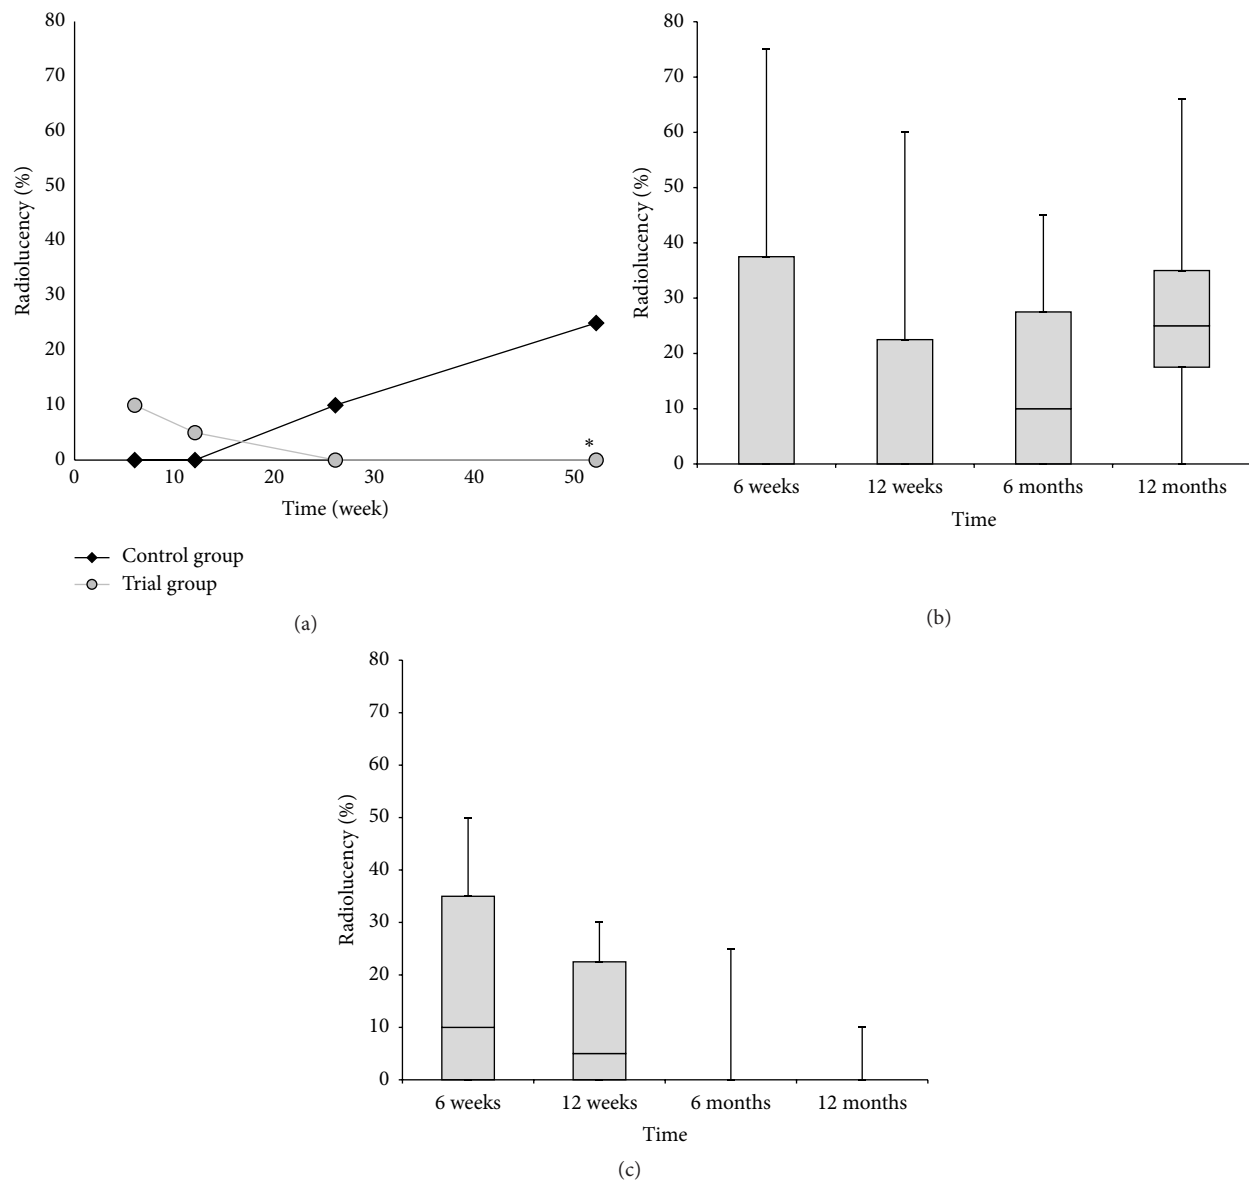 80
70
60
50
40
30
20
10
0
Radiolucency (%)
0 10 20 30 40 50
*
Time (week)
Control group
Trial group
(a)
80
70
60
50
40
30
20
10
0
Radiolucency (%)
6 weeks 12 weeks 6 months 12 months
Time
(b)
80
70
60
50
40
30
20
10
0
Radiolucency (%)
6 weeks 12 weeks 6 months 12 months
Time
(c)